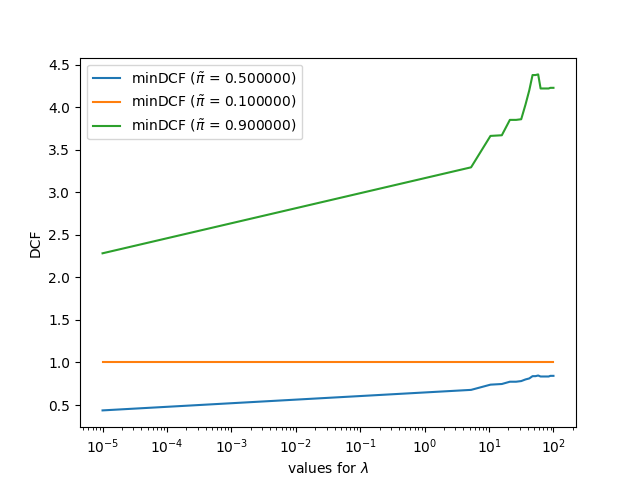 minDCF (π̃ = 0.500000)
minDCF (π̃ = 0.100000)
minDCF (π̃ = 0.900000)
4.5
4.0
3.5
3.0
2.5
2.0
1.5
1.0
0.5
DCF
10⁻⁵ 10⁻⁴ 10⁻³ 10⁻² 10⁻¹ 10⁰ 10¹ 10²
values for λ